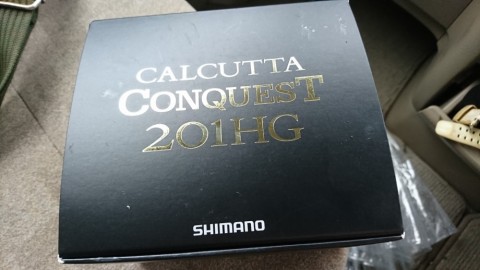 CALCUTTA
CONQUEST
201HG
SHIMANO